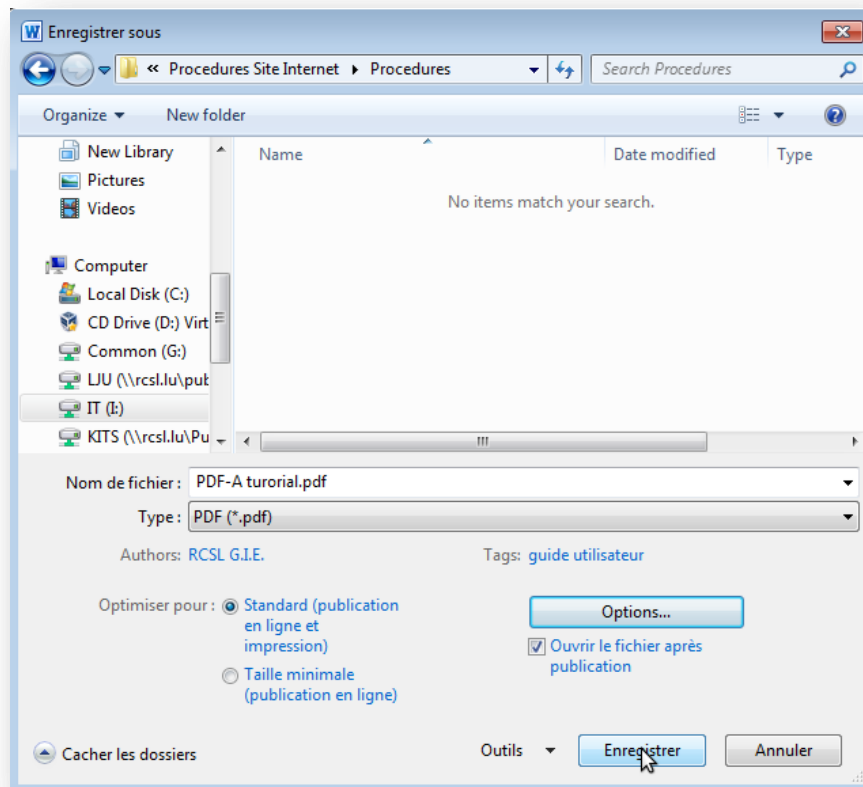 Enregistrer sous
« Procedures Site Internet Procedures
Search Procedures
Organize
New folder
New Library
Pictures
Videos
Computer
Local Disk (C:)
CD Drive (D:) Virt
Common (G:)
LJU (\\rcsl.lu\pub
IT (I:)
KITS (\\rcsl.lu\Pu
Name
Date modified
Type
No items match your search.
Nom de fichier : PDF-A turorial.pdf
Type : PDF (*.pdf)
Authors: RCSL G.I.E.
Tags: guide utilisateur
Optimiser pour :
Standard (publication
en ligne et
impression)
Taille minimale
(publication en ligne)
Options...
Ouvrir le fichier après
publication
Cacher les dossiers
Outils
Enregistrer
Annuler